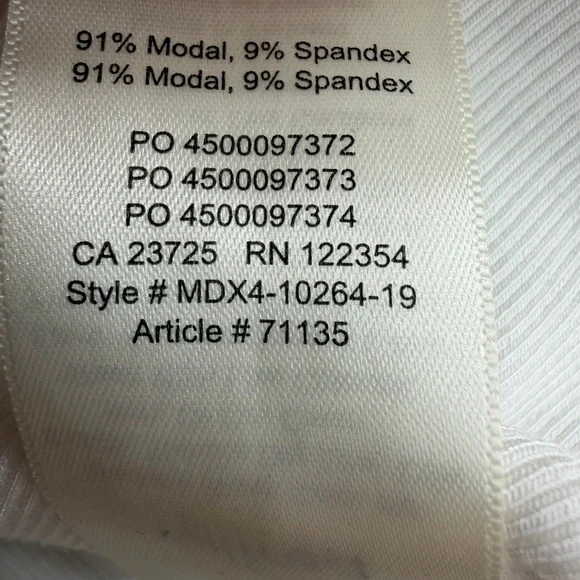 91% Modal, 9% Spandex
91% Modal, 9% Spandex
PO 4500097372
PO 4500097373
PO 4500097374
CA 23725 RN 122354
Style # MDX4-10264-19
Article # 71135